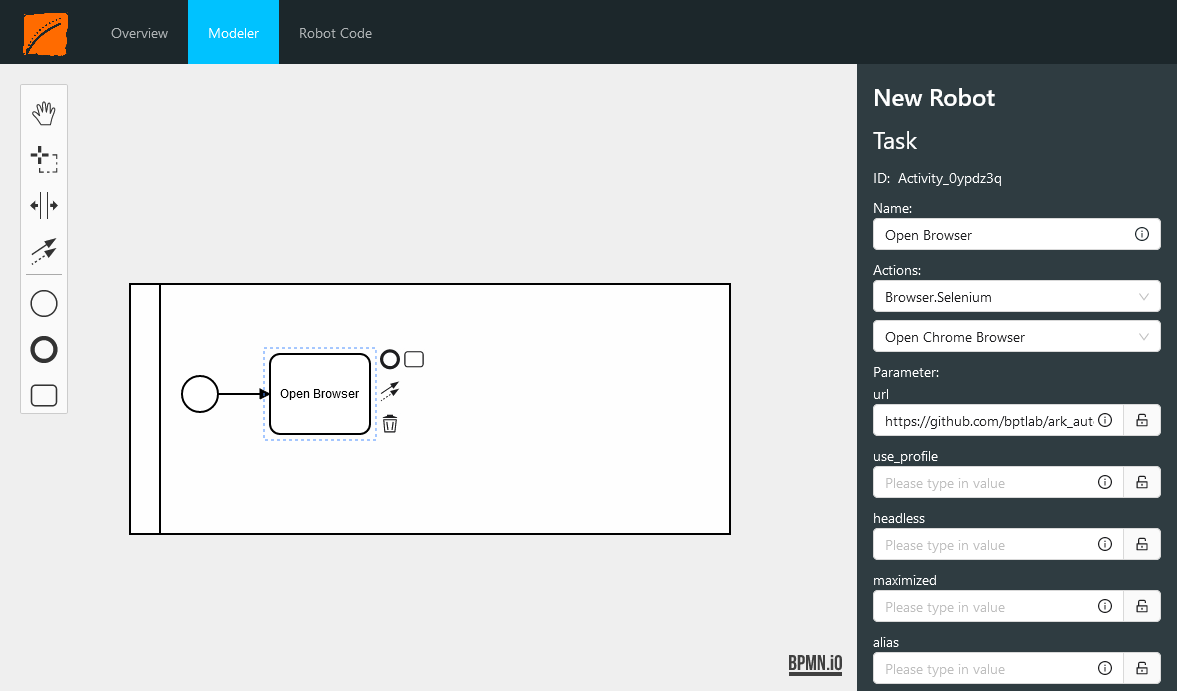 Overview
Modeler
Robot Code
New Robot
Task
ID: Activity_0ypdz3q
Name:
Open Browser
Actions:
Browser.Selenium
Open Chrome Browser
Parameter:
url
https://github.com/bptlab/ark_aut
use_profile
Please type in value
headless
Please type in value
maximized
Please type in value
alias
Please type in value
Open Browser
BPMN.iO